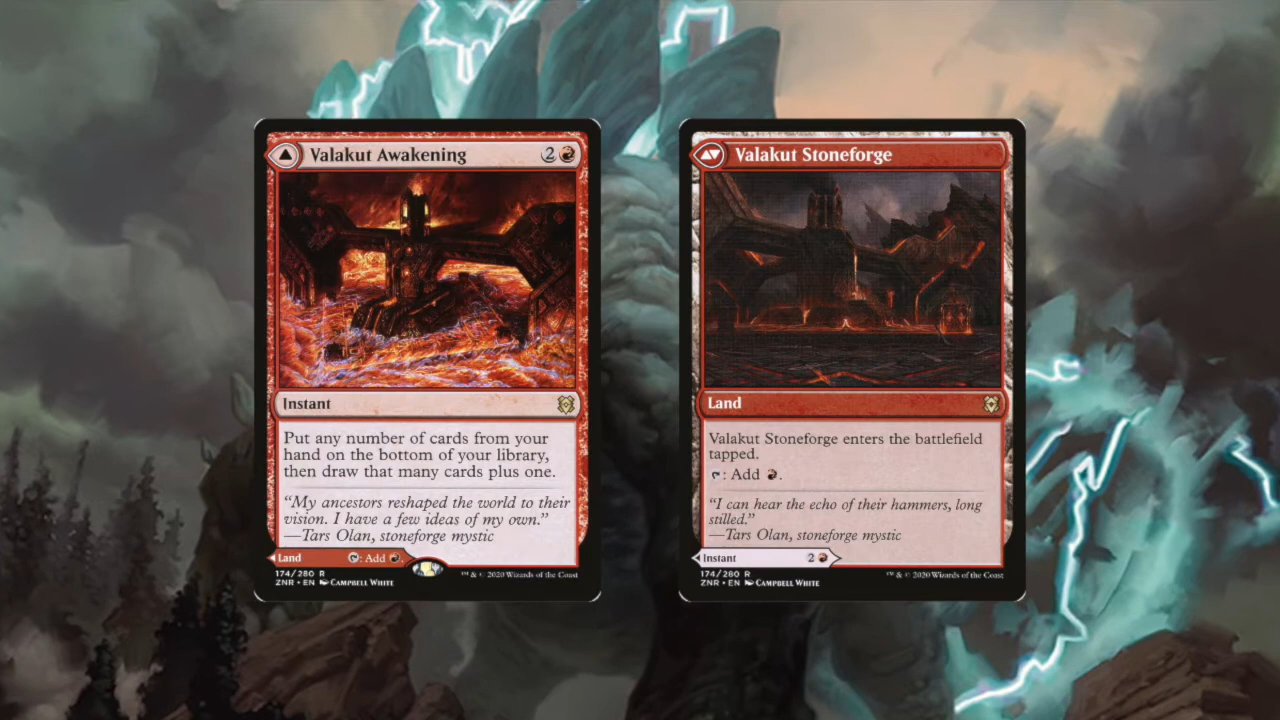 Valakut Awakening 2
Instant
Put any number of cards from your
hand on the bottom of your library,
then draw that many cards plus one.
“My ancestors reshaped the world to their
vision. I have a few ideas of my own.”
—Tars Olan, stoneforge mystic
Land : Add .
174/280 R
ZNR • EN Campbell White
™ & © 2020 Wizards of the Coast
Valakut Stoneforge
Land
Valakut Stoneforge enters the battlefield
tapped.
: Add .
“I can hear the echo of their hammers, long
stilled.”
—Tars Olan, stoneforge mystic
Instant 2
174/280 R
ZNR • EN Campbell White
™ & © 2020 Wizards of the Coast